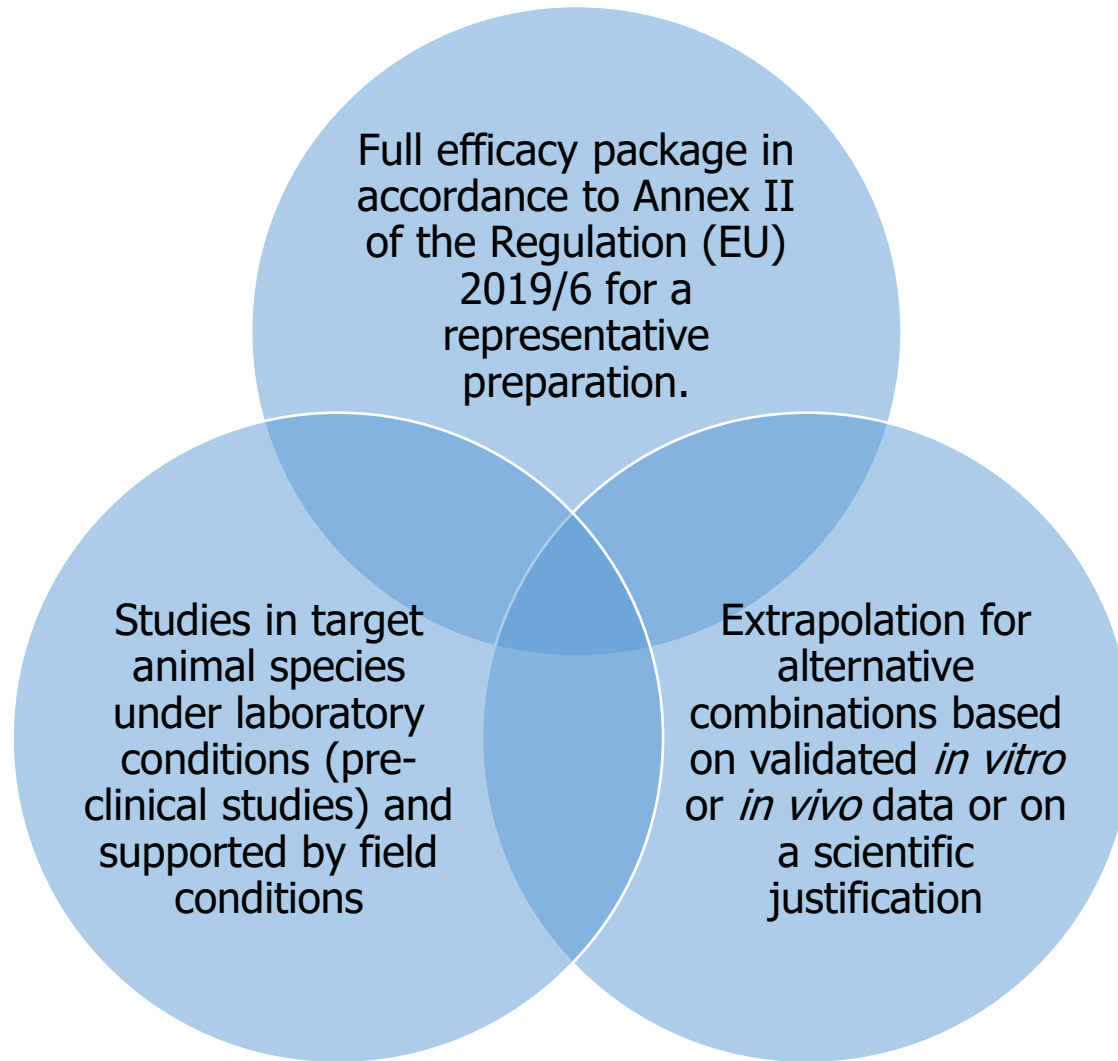 Full efficacy package in
accordance to Annex II
of the Regulation (EU)
2019/6 for a
representative
preparation.
Studies in target
animal species
under laboratory
conditions (pre-
clinical studies) and
supported by field
conditions
Extrapolation for
alternative
combinations based
on validated in vitro
or in vivo data or on
a scientific
justification